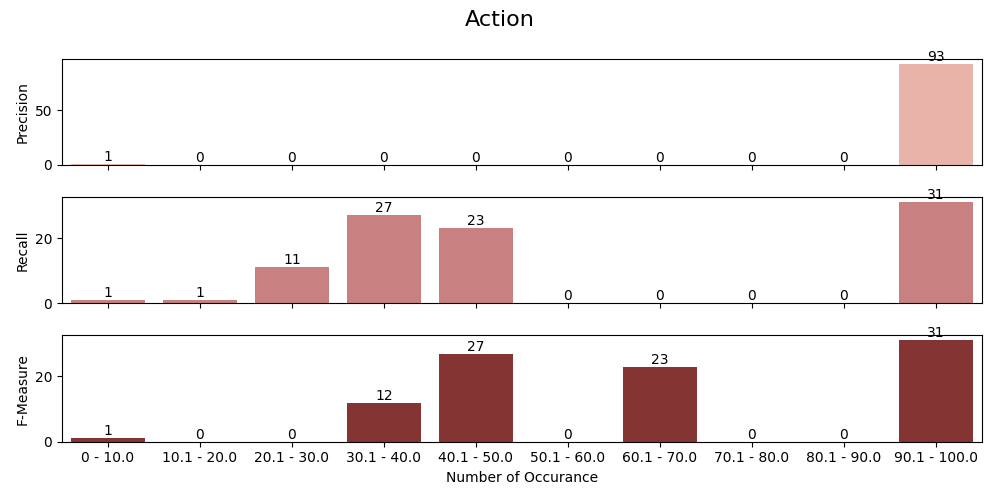 Action
Precision
50
0
1 0 0 0 0 0 0 0 0 93
Recall
20
0
1 1 11 27 23 0 0 0 0 31
F-Measure
20
0
1 0 0 12 27 0 23 0 0 31
0 - 10.0 10.1 - 20.0 20.1 - 30.0 30.1 - 40.0 40.1 - 50.0 50.1 - 60.0 60.1 - 70.0 70.1 - 80.0 80.1 - 90.0 90.1 - 100.0
Number of Occurance